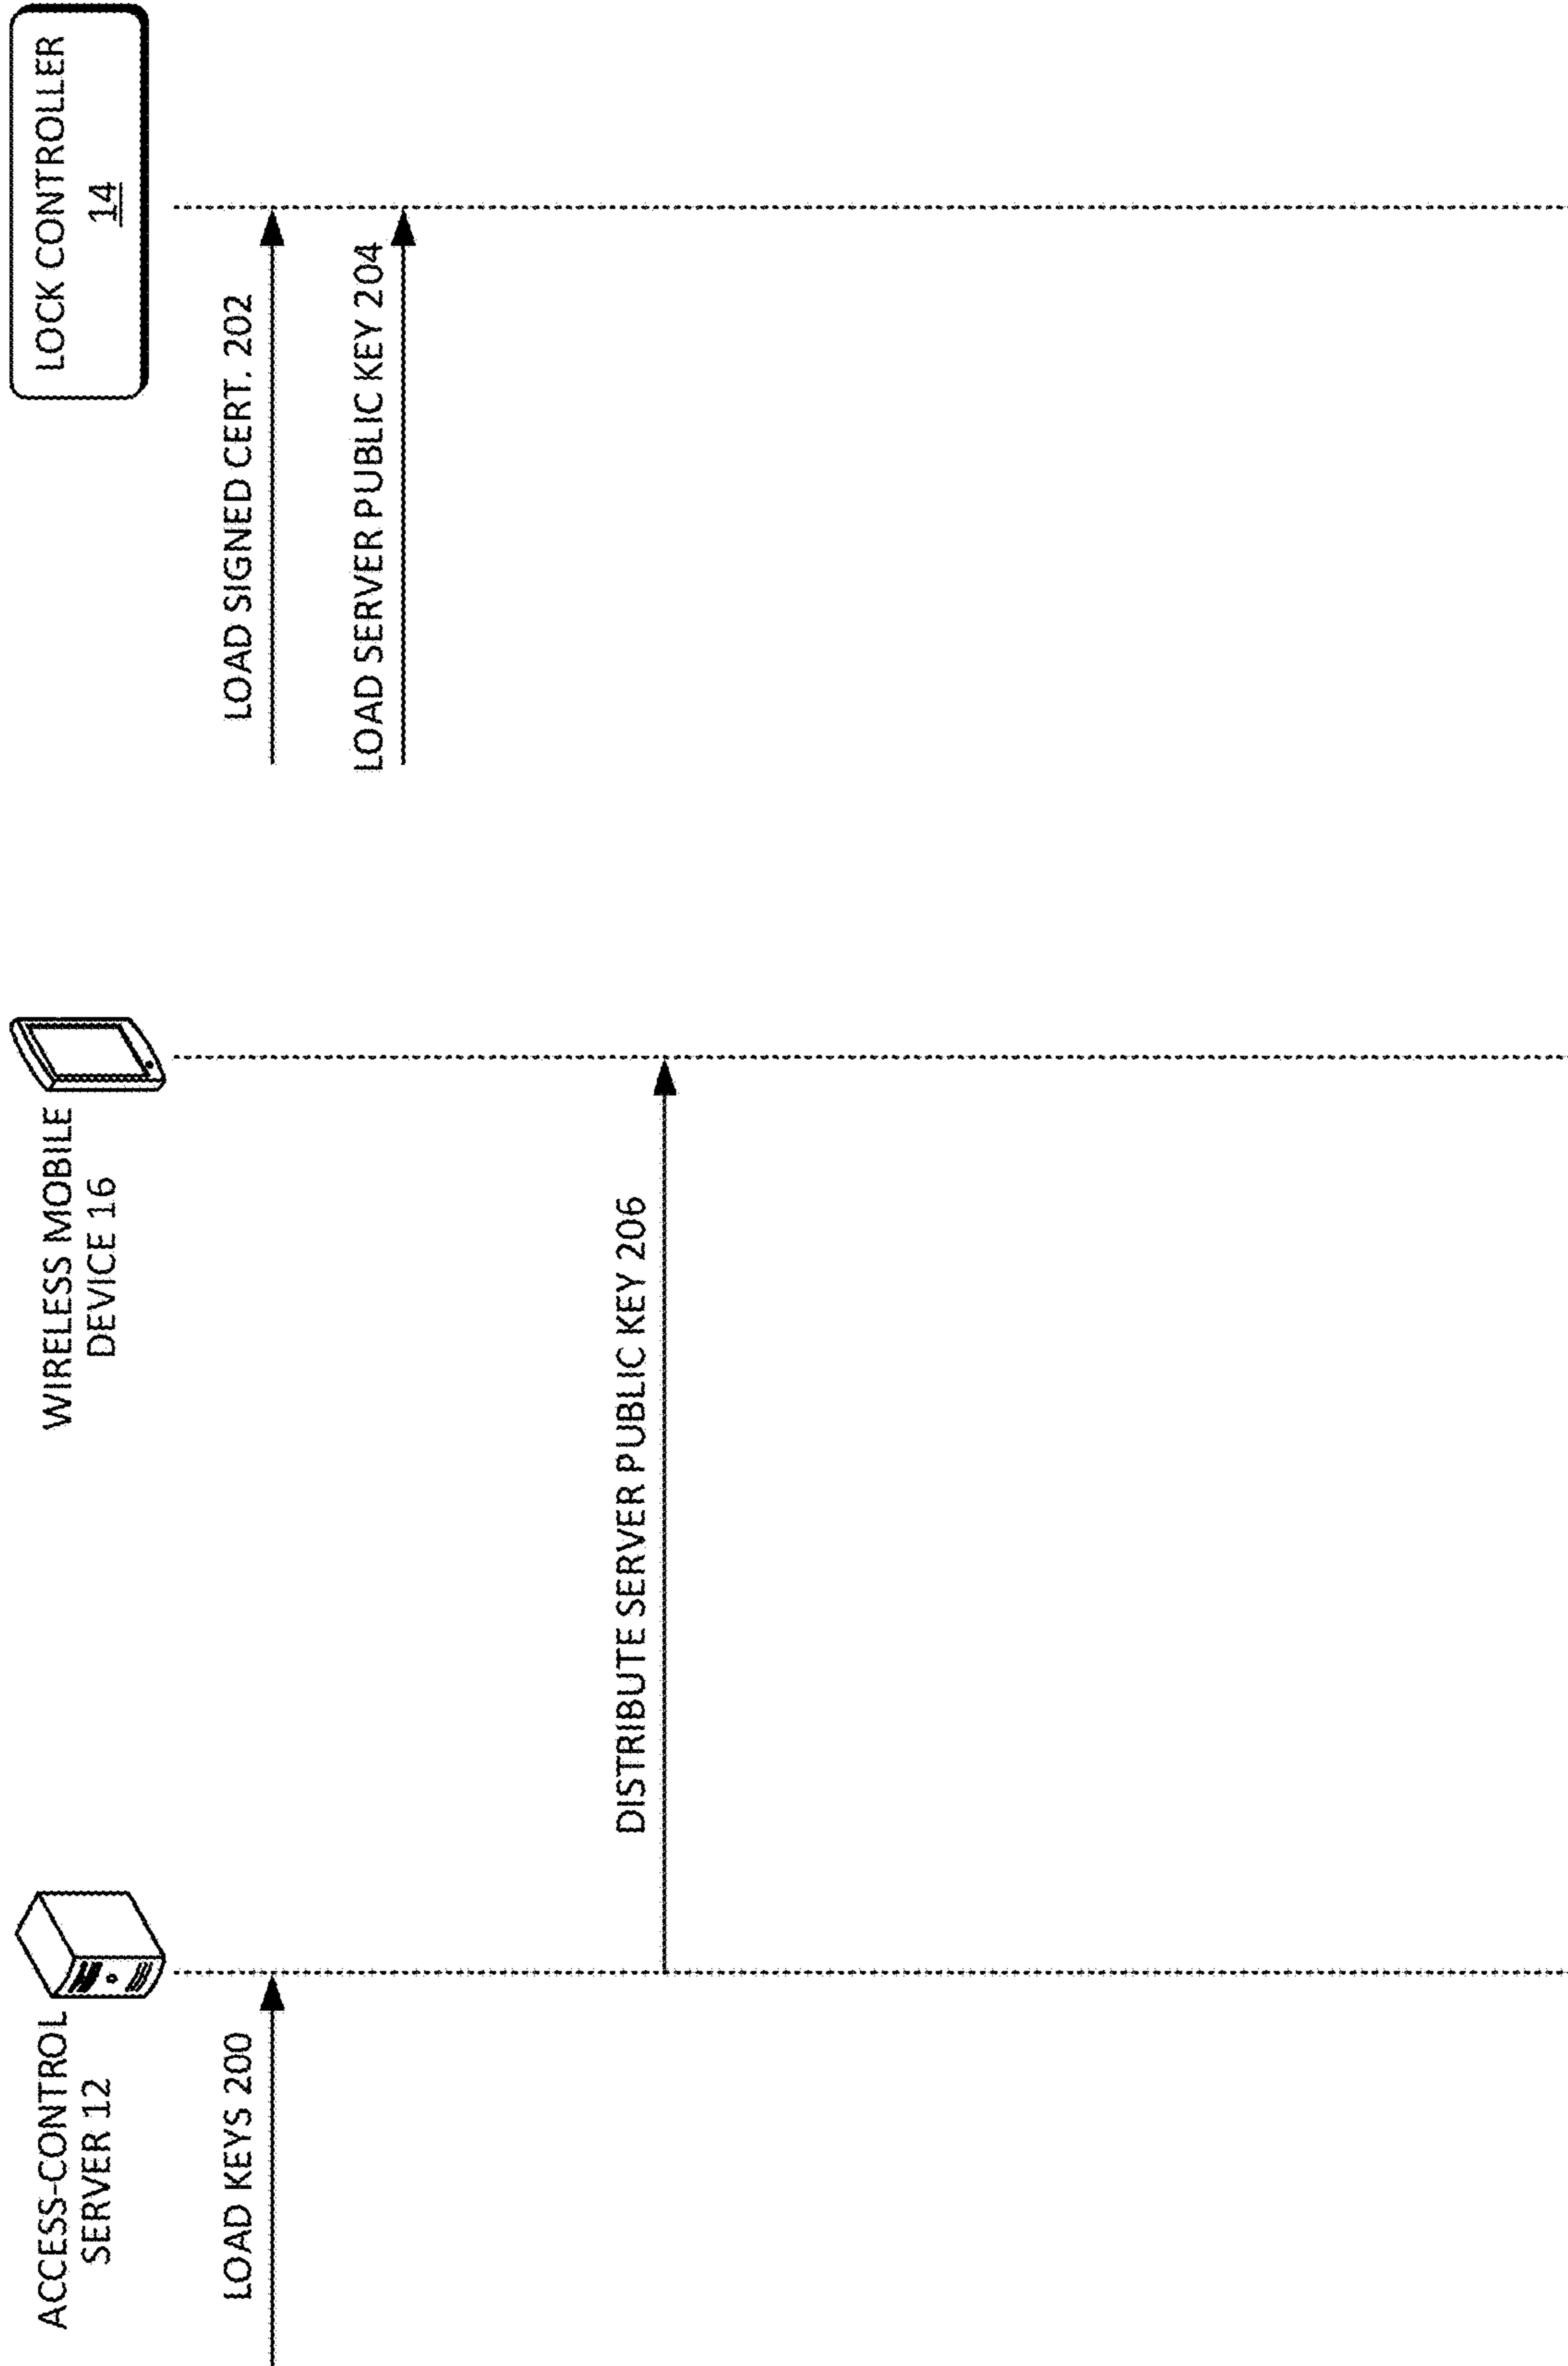 ACCESS-CONTROL
SERVER 12
WIRELESS MOBILE
DEVICE 16
LOCK CONTROLLER
14
LOAD KEYS 200
LOAD SIGNED CERT. 202
LOAD SERVER PUBLIC KEY 204
DISTRIBUTE SERVER PUBLIC KEY 206